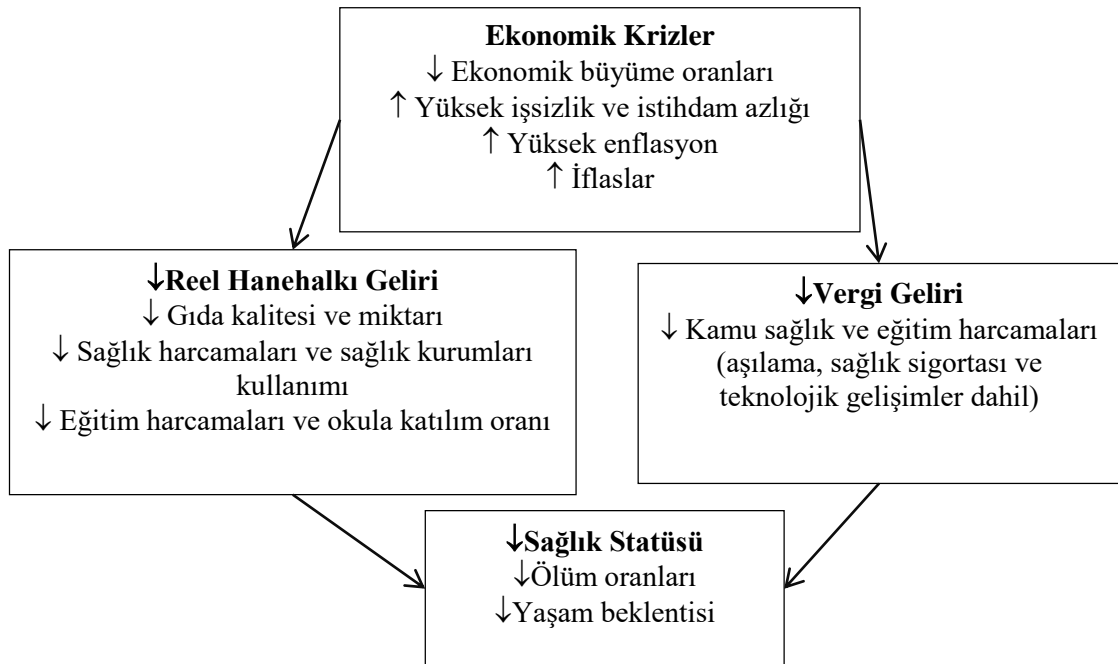 Ekonomik Krizler
↓ Ekonomik büyüme oranları
↑ Yüksek işsizlik ve istihdam azlığı
↑ Yüksek enflasyon
↑ İflaslar
↓Reel Hanehalkı Geliri
↓ Gıda kalitesi ve miktarı
↓ Sağlık harcamaları ve sağlık kurumları
kullanımı
↓ Eğitim harcamaları ve okula katılım oranı
↓Vergi Geliri
↓ Kamu sağlık ve eğitim harcamaları
(aşılama, sağlık sigortası ve
teknolojik gelişimler dahil)
↓Sağlık Statüsü
↓Ölüm oranları
↓Yaşam beklentisi